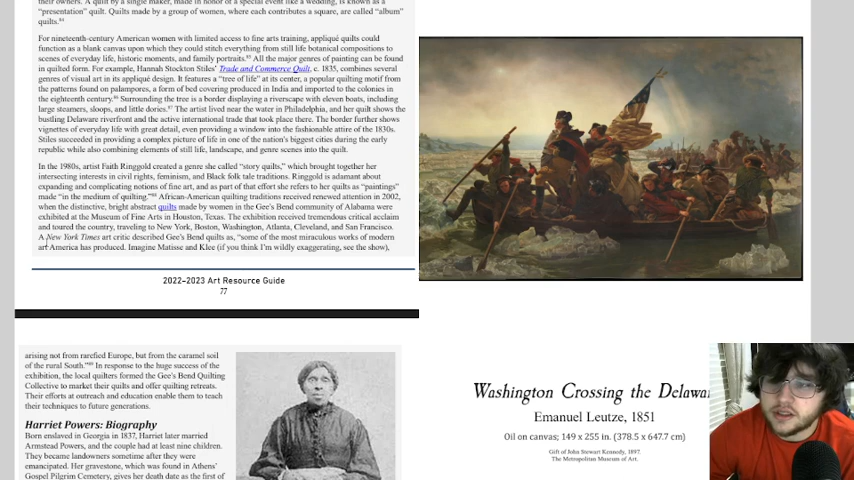 their owners. A quilt by a single maker, made in honor of a special event like a wedding, is known as a
"presentation" quilt. Quilts made by a group of women, where each contributes a square, are called "album"
quilts.⁸⁴
For nineteenth-century American women with limited access to fine arts training, appliqué quilts could
function as a blank canvas upon which they could stitch everything from still life botanical compositions to
scenes of everyday life, historic moments, and family portraits.⁸⁵ All the major genres of painting can be found
in quilted form. For example, Hannah Stockton Stiles' Trade and Commerce Quilt, c. 1835, combines several
genres of visual art in its appliqué design. It features a "tree of life" at its center, a popular quilting motif from
the patterns found on palampores, a form of bed covering produced in India and imported to the colonies in
the eighteenth century.⁸⁶ Surrounding the tree is a border displaying a riverscape with eleven boats, including
large steamers, sloops, and little dories.⁸⁷ The artist lived near the water in Philadelphia, and her quilt shows the
bustling Delaware riverfront and the active international trade that took place there. The border further shows
vignettes of everyday life with great detail, even providing a window into the fashionable attire of the 1830s.
Stiles succeeded in providing a complex picture of life in one of the nation's biggest cities during the early
republic while also combining elements of still life, landscape, and genre scenes into the quilt.
In the 1980s, artist Faith Ringgold created a genre she called "story quilts," which brought together her
intersecting interests in civil rights, feminism, and Black folk tale traditions. Ringgold is adamant about
expanding and complicating notions of fine art, and as part of that effort she refers to her quilts as "paintings"
made "in the medium of quilting."⁸⁸ African-American quilting traditions received renewed attention in 2002,
when the distinctive, bright abstract quilts made by women in the Gee's Bend community of Alabama were
exhibited at the Museum of Fine Arts in Houston, Texas. The exhibition received tremendous critical acclaim
and toured the country, traveling to New York, Boston, Washington, Atlanta, Cleveland, and San Francisco.
A New York Times art critic described Gee's Bend quilts as, "some of the most miraculous works of modern
art America has produced. Imagine Matisse and Klee (if you think I'm wildly exaggerating, see the show),
2022–2023 Art Resource Guide
77
arising not from rarefied Europe, but from the caramel soil
of the rural South."⁸⁹ In response to the huge success of the
exhibition, the local quilters formed the Gee's Bend Quilting
Collective to market their quilts and offer quilting retreats.
Their efforts at outreach and education enable them to teach
their techniques to future generations.
Harriet Powers: Biography
Born enslaved in Georgia in 1837, Harriet later married
Armstead Powers, and the couple had at least nine children.
They became landowners sometime after they were
emancipated. Her gravestone, which was found in Athens'
Gospel Pilgrim Cemetery, gives her death date as the first of
Washington Crossing the Delawar
Emanuel Leutze, 1851
Oil on canvas; 149 x 255 in. (378.5 x 647.7 cm)
Gift of John Stewart Kennedy, 1897.
The Metropolitan Museum of Art.